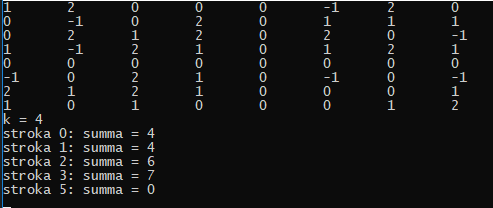 1 2 0 0 0 -1 2 0
0 -1 0 2 0 1 1 1
0 2 1 2 0 2 0 -1
1 -1 2 1 0 1 2 1
0 0 0 0 0 0 0 0
-1 0 2 1 0 -1 0 -1
2 1 2 1 0 0 0 1
1 0 1 0 0 0 1 2
k = 4
stroka 0: summa = 4
stroka 1: summa = 4
stroka 2: summa = 6
stroka 3: summa = 7
stroka 5: summa = 0